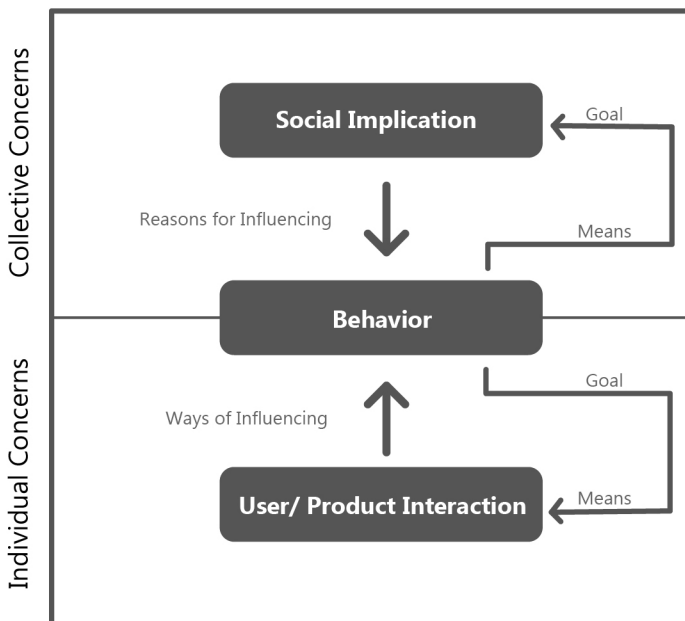 Collective Concerns
Social Implication
Goal
Reasons for Influencing
Means
Behavior
Individual Concerns
Goal
Ways of Influencing
Means
User/ Product Interaction